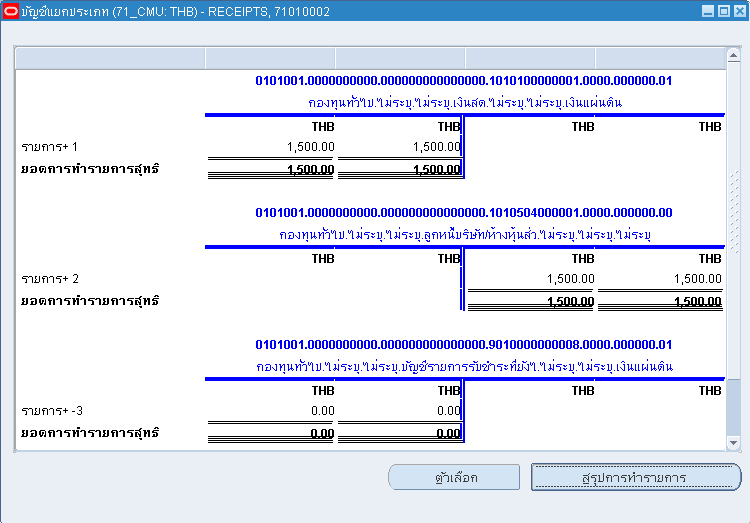 บัญชีแยกประเภท (71_CMU: THB) - RECEIPTS, 71010002
0101001.0000000000.000000000000000.1010100000001.0000.000000.01
กองทุนทั่วไป.ไม่ระบุ.ไม่ระบุ.เงินสด.ไม่ระบุ.ไม่ระบุ.เงินแผ่นดิน
THB THB THB THB
รายการ+ 1 1,500.00 1,500.00
ยอดการทำรายการสุทธิ 1,500.00 1,500.00
0101001.0000000000.000000000000000.1010504000001.0000.000000.00
กองทุนทั่วไป.ไม่ระบุ.ไม่ระบุ.ลูกหนี้บริษัท/ห้างหุ้นส่ว.ไม่ระบุ.ไม่ระบุ.ไม่ระบุ
THB THB THB THB
รายการ+ 2 1,500.00 1,500.00
ยอดการทำรายการสุทธิ 1,500.00 1,500.00
0101001.0000000000.000000000000000.9010000000008.0000.000000.01
กองทุนทั่วไป.ไม่ระบุ.ไม่ระบุ.บัญชีรายการรับชำระที่ยังไ.ไม่ระบุ.ไม่ระบุ.เงินแผ่นดิน
THB THB THB THB
รายการ+ -3 0.00 0.00
ยอดการทำรายการสุทธิ 0.00 0.00
ตัวเลือก สรุปการทำรายการ